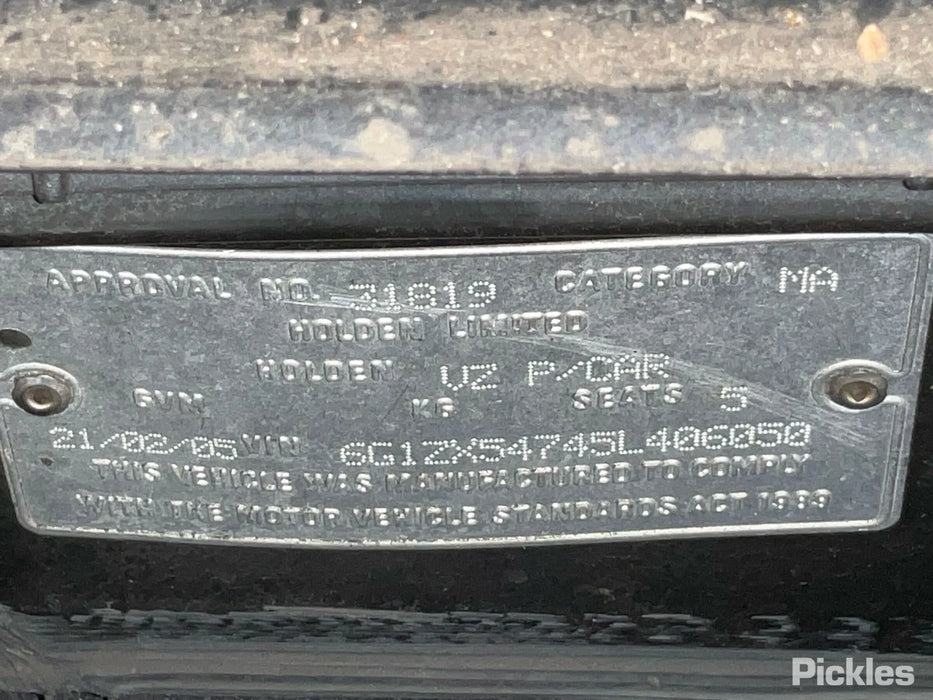 APPROVAL NO. 31819 CATEGORY MA
HOLDEN LIMITED
HOLDEN VZ P/CAR
GVM KG SEATS 5
21/02/05 VIN 6G1ZX54745L406050
THIS VEHICLE WAS MANUFACTURED TO COMPLY
WITH THE MOTOR VEHICLE STANDARDS ACT 1989
Pickles